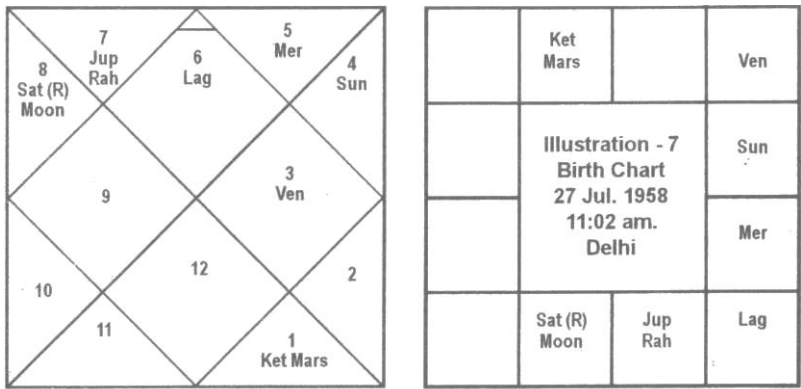 7
Jup
Rah
6
Lag
5
Mer
8
Sat (R)
Moon
4
Sun
9
3
Ven
10
12
2
11
1
Ket Mars
Ket
Mars
Ven
Illustration - 7
Birth Chart
27 Jul. 1958
11:02 am.
Delhi
Sun
Mer
Sat (R)
Moon
Jup
Rah
Lag